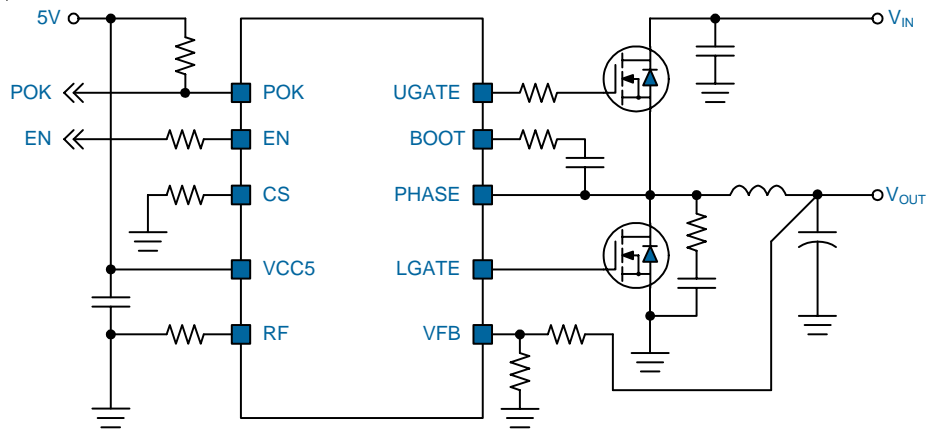 5V
POK
EN
POK
EN
CS
VCC5
RF
UGATE
BOOT
PHASE
LGATE
VFB
VIN
VOUT